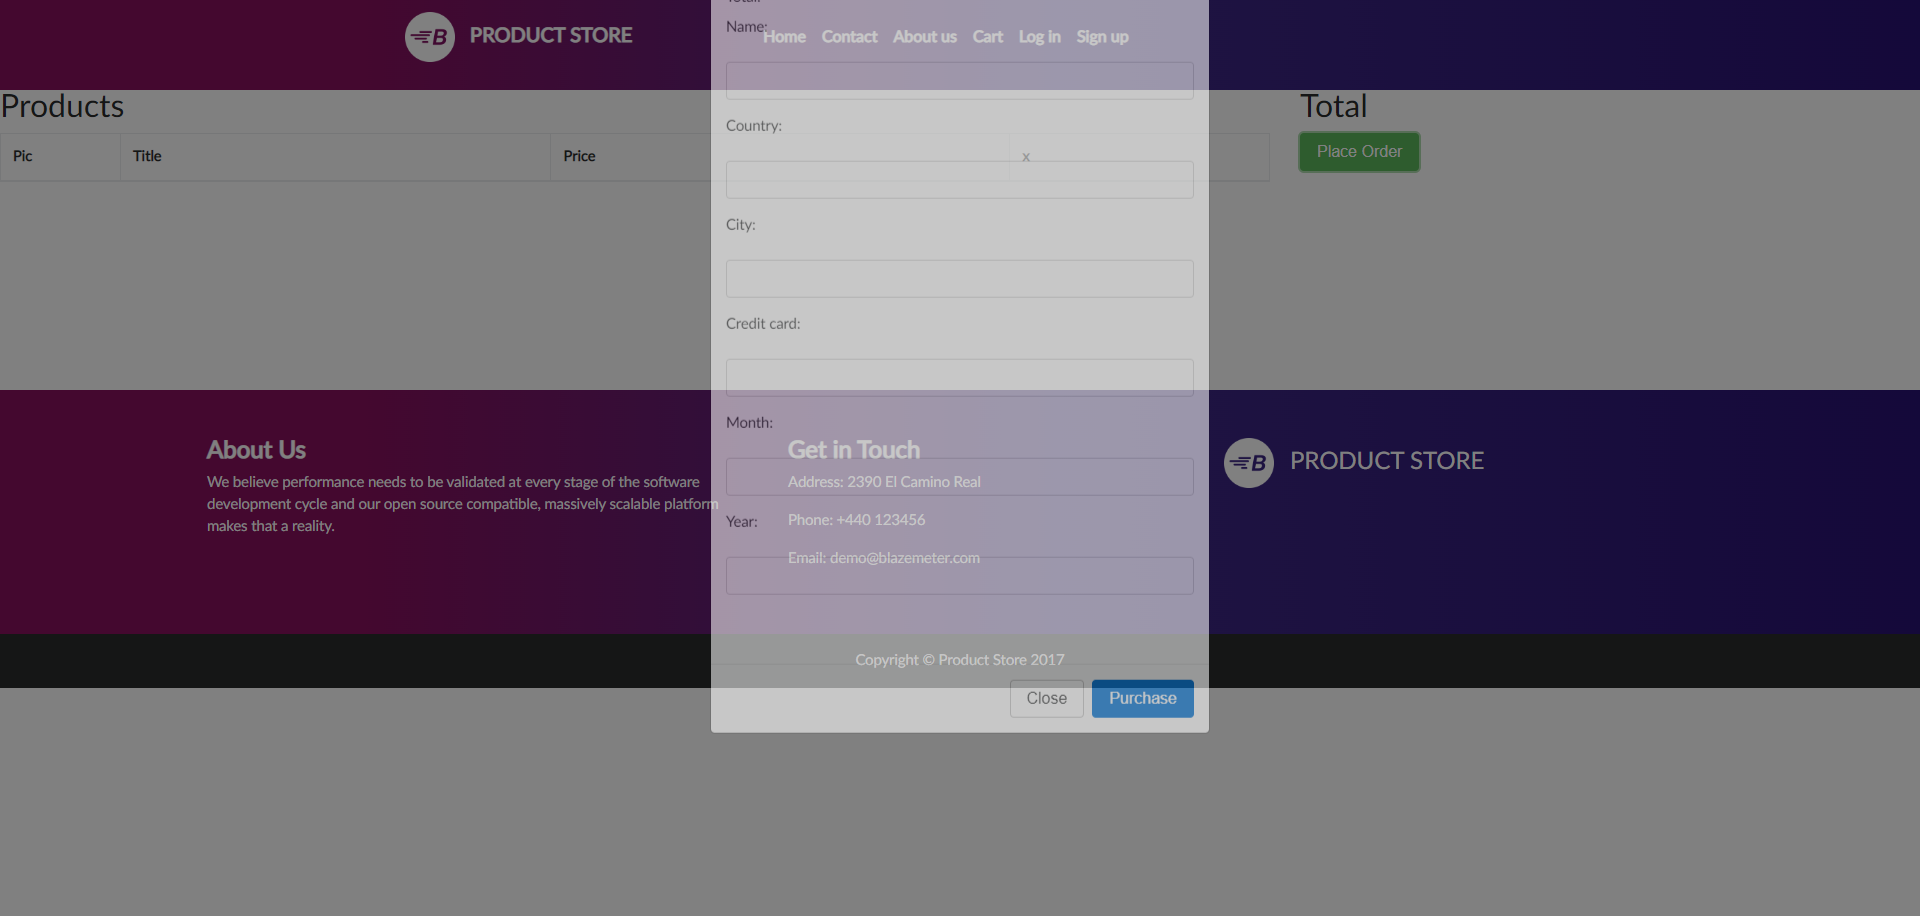 Total:
Name:
B PRODUCT STORE
Home Contact About us Cart Log in Sign up
Products
Total
Country:
Pic Title Price x
Place Order
City:
Credit card:
Month:
About Us
We believe performance needs to be validated at every stage of the software
development cycle and our open source compatible, massively scalable platform
makes that a reality.
Get in Touch
Address: 2390 El Camino Real
Phone: +440 123456
Email: demo@blazemeter.com
B PRODUCT STORE
Year:
Copyright © Product Store 2017
Close Purchase